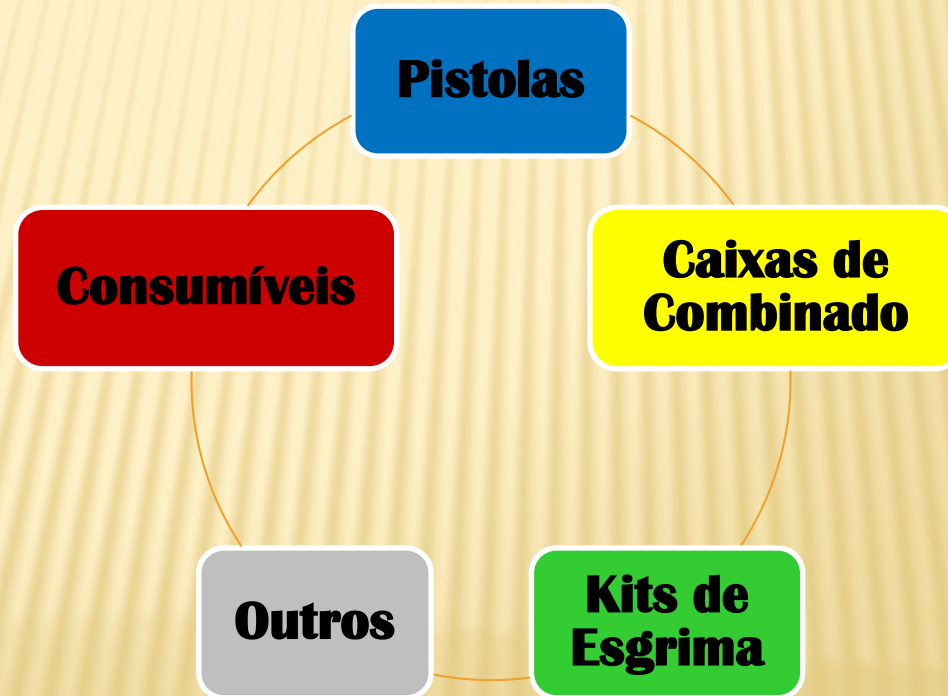 Pistolas
Consumíveis
Caixas de
Combinado
Outros
Kits de
Esgrima